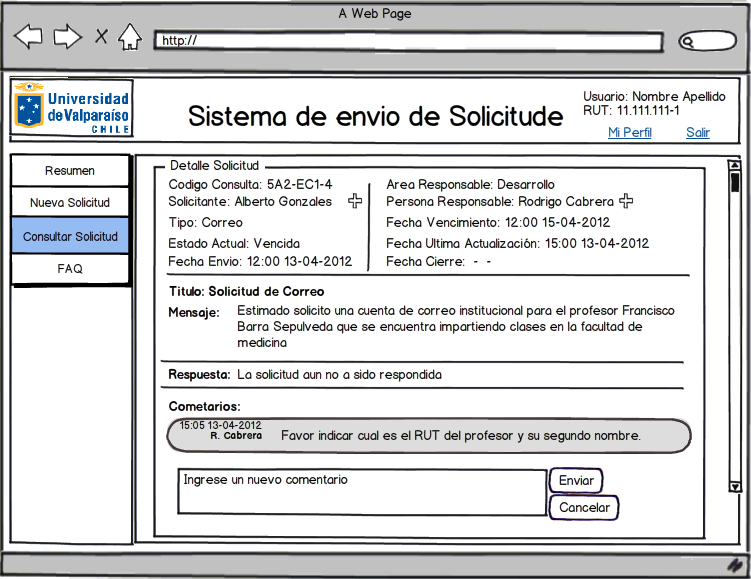 A Web Page
http://
Universidad
de Valparaíso
CHILE
Sistema de envio de Solicitude
Usuario: Nombre Apellido
RUT: 11.111.111-1
Mi Perfil Salir
Resumen
Nueva Solicitud
Consultar Solicitud
FAQ
Detalle Solicitud
Codigo Consulta: 5A2-EC1-4
Solicitante: Alberto Gonzales
Tipo: Correo
Estado Actual: Vencida
Fecha Envio: 12:00 13-04-2012
Area Responsable: Desarrollo
Persona Responsable: Rodrigo Cabrera
Fecha Vencimiento: 12:00 15-04-2012
Fecha Ultima Actualización: 15:00 13-04-2012
Fecha Cierre: - -
Titulo: Solicitud de Correo
Mensaje: Estimado solicito una cuenta de correo institucional para el profesor Francisco
Barra Sepulveda que se encuentra impartiendo clases en la facultad de
medicina
Respuesta: La solicitud aun no a sido respondida
Cometarios:
15:05 13-04-2012
R. Cabrera Favor indicar cual es el RUT del profesor y su segundo nombre.
Ingrese un nuevo comentario
Enviar
Cancelar